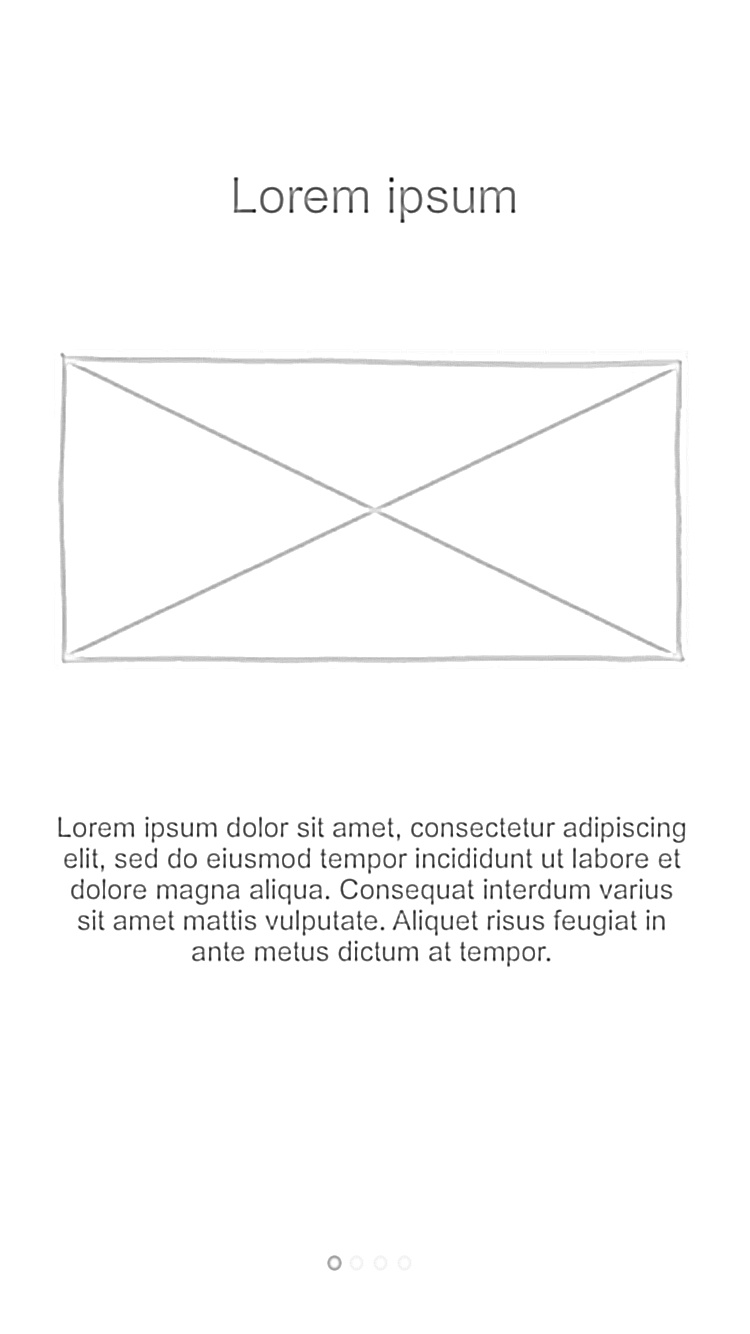 Lorem ipsum
Lorem ipsum dolor sit amet, consectetur adipiscing
elit, sed do eiusmod tempor incididunt ut labore et
dolore magna aliqua. Consequat interdum varius
sit amet mattis vulputate. Aliquet risus feugiat in
ante metus dictum at tempor.